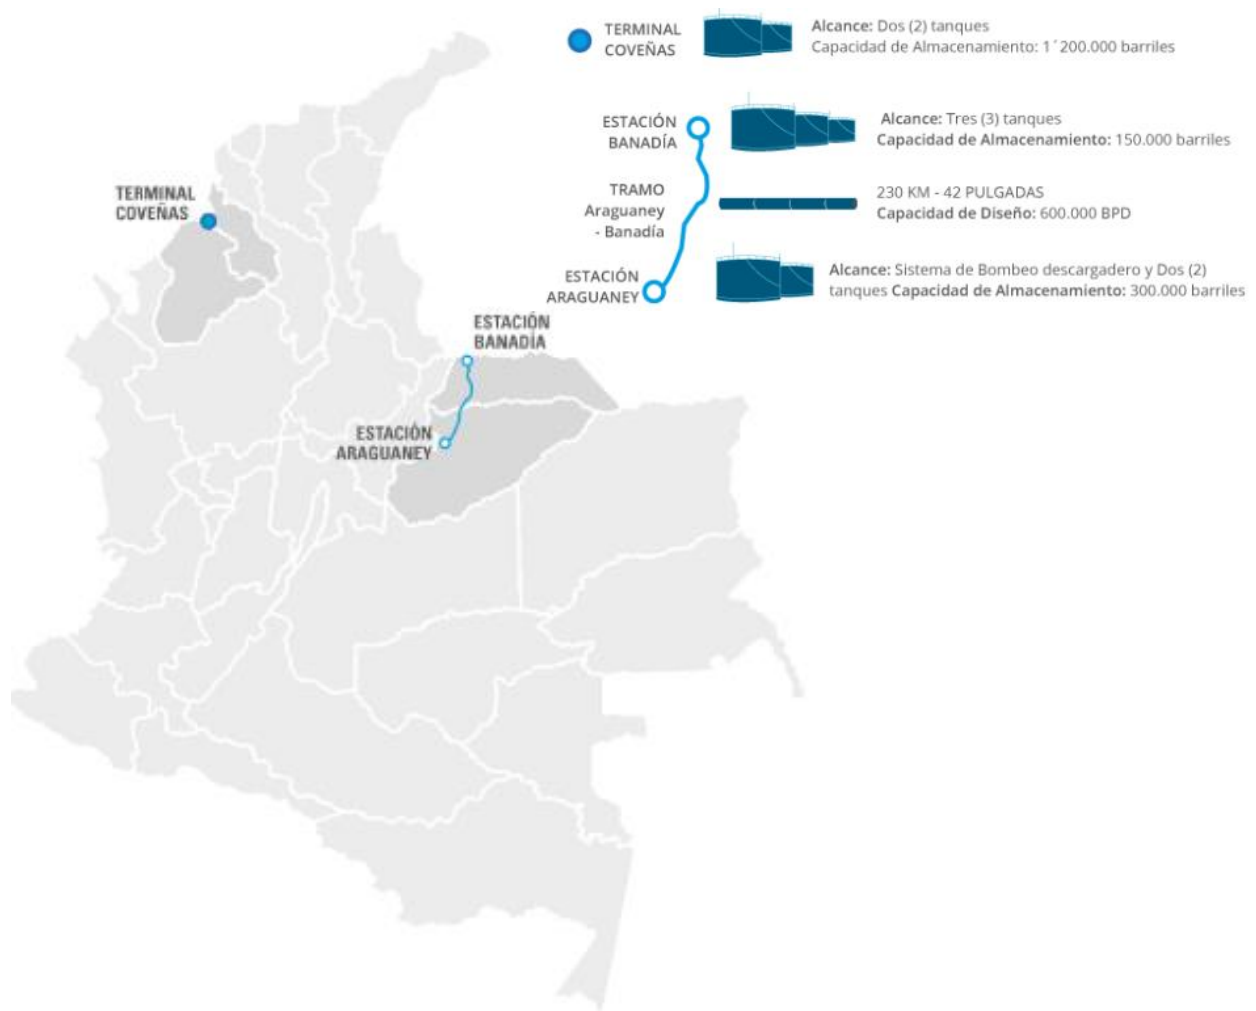 TERMINAL
COVEÑAS
Alcance: Dos (2) tanques
Capacidad de Almacenamiento: 1´200.000 barriles
ESTACIÓN
BANADÍA
Alcance: Tres (3) tanques
Capacidad de Almacenamiento: 150.000 barriles
TRAMO
Araguaney
- Banadía
230 KM - 42 PULGADAS
Capacidad de Diseño: 600.000 BPD
ESTACIÓN
ARAGUANEY
Alcance: Sistema de Bombeo descargadero y Dos (2)
tanques Capacidad de Almacenamiento: 300.000 barriles
TERMINAL
COVEÑAS
ESTACIÓN
BANADÍA
ESTACIÓN
ARAGUANEY